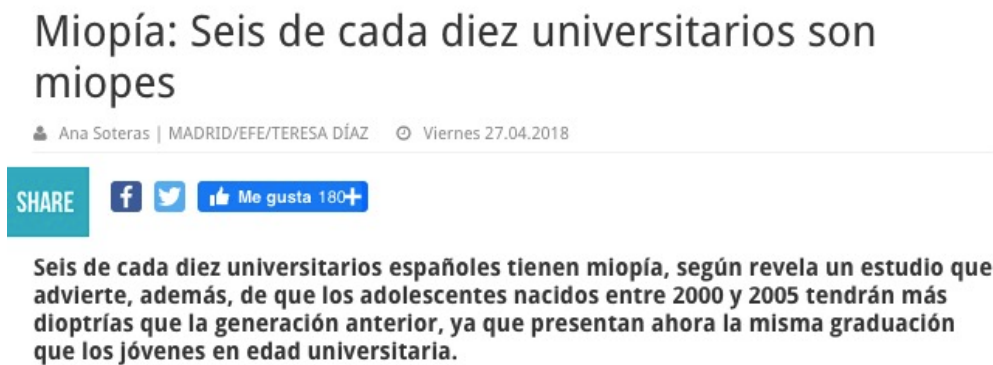 Miopía: Seis de cada diez universitarios son
miopes
Ana Soteras | MADRID/EFE/TERESA DÍAZ Viernes 27.04.2018
SHARE f Me gusta 180+
Seis de cada diez universitarios españoles tienen miopía, según revela un estudio que
advierte, además, de que los adolescentes nacidos entre 2000 y 2005 tendrán más
dioptrías que la generación anterior, ya que presentan ahora la misma graduación
que los jóvenes en edad universitaria.